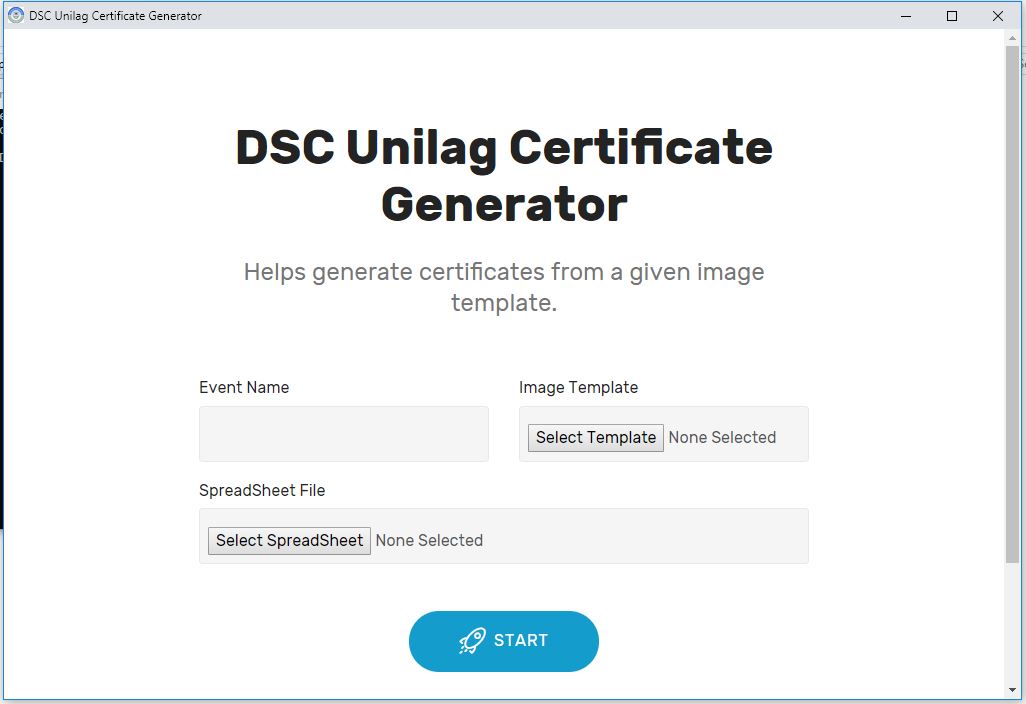 DSC Unilag Certificate Generator
DSC Unilag Certificate
Generator
Helps generate certificates from a given image
template.
Event Name
Image Template
Select Template None Selected
SpreadSheet File
Select SpreadSheet None Selected
START